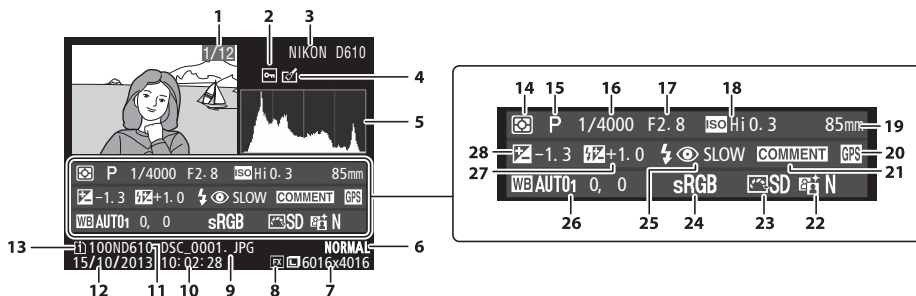 1 2 3
1/12 NIKON D610
4
5
P 1/4000 F2.8 ISO Hi 0.3 85mm
-1.3 +1.0 SLOW COMMENT GPS
WB AUTO1 0, 0 sRGB SD N
1 100ND610 DSC_0001.JPG NORMAL
15/10/2013 10:02:28 FX 6016x4016
13 6
12 11 10 9 8 7
14 15 16 17 18
P 1/4000 F2.8 ISO Hi 0.3 85mm 19
28 -1.3 +1.0 SLOW COMMENT GPS 20
27 25 21
WB AUTO1 0, 0 sRGB SD N
26 24 23 22